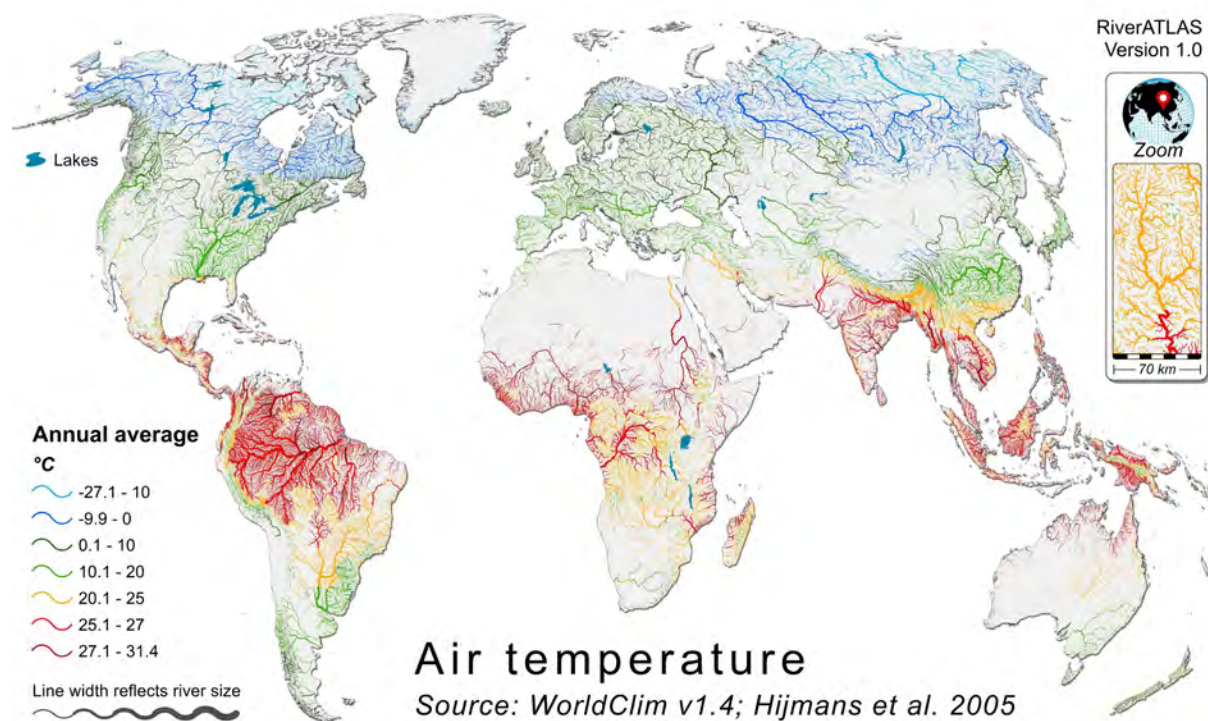 RiverATLAS
Version 1.0
Zoom
70 km
Lakes
Annual average
°C
-27.1 - 10
-9.9 - 0
0.1 - 10
10.1 - 20
20.1 - 25
25.1 - 27
27.1 - 31.4
Line width reflects river size
Air temperature
Source: WorldClim v1.4; Hijmans et al. 2005